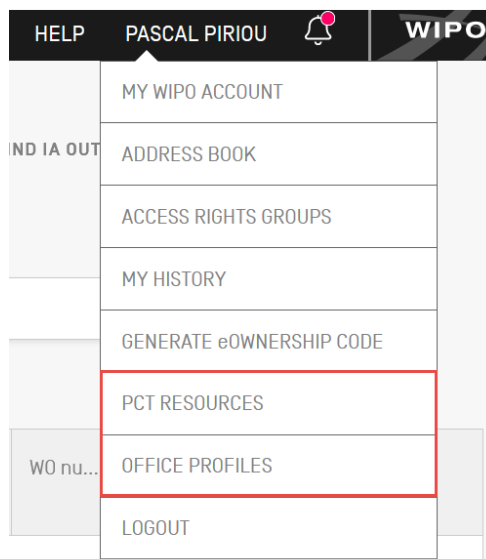 HELP PASCAL PIRIOU WIPO
MY WIPO ACCOUNT
IND IA OUT
ADDRESS BOOK
ACCESS RIGHTS GROUPS
MY HISTORY
GENERATE eOWNERSHIP CODE
PCT RESOURCES
WO nu...
OFFICE PROFILES
LOGOUT